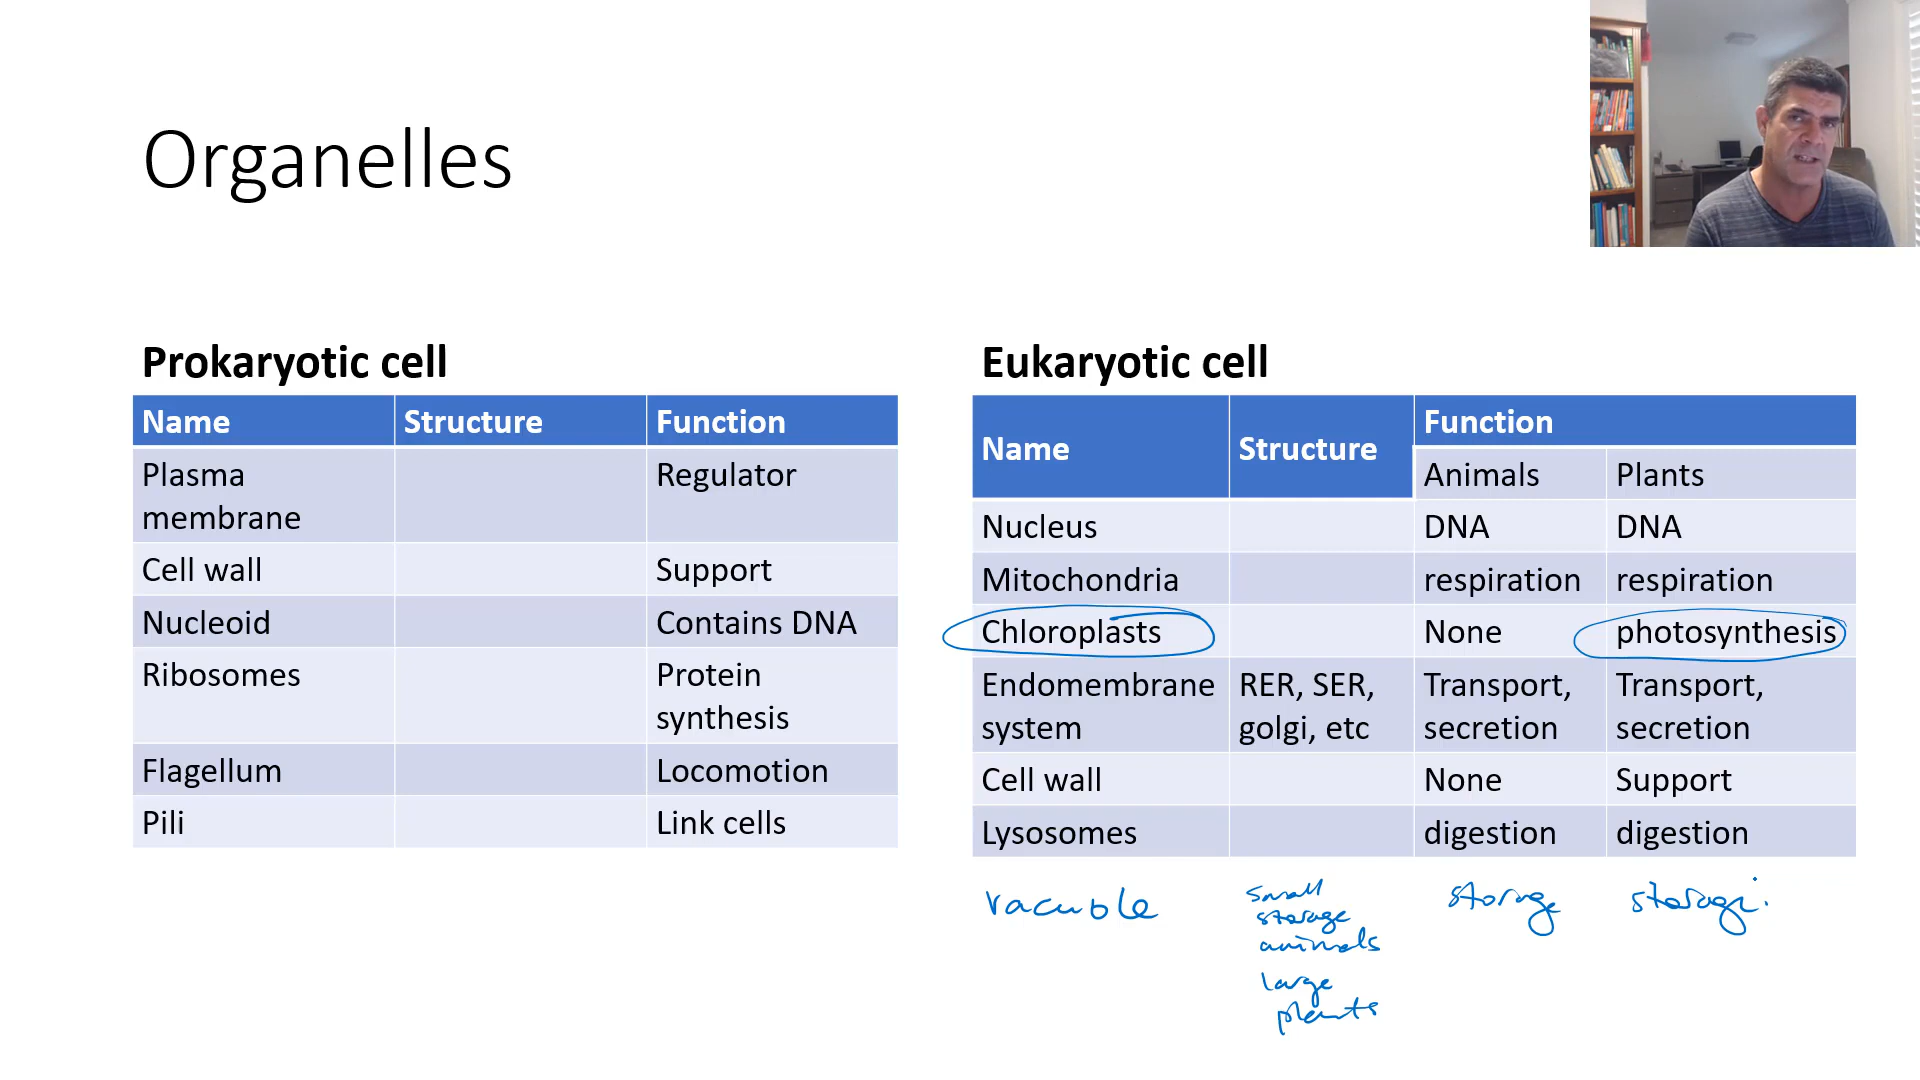 Organelles
Prokaryotic cell
Name Structure Function
Plasma membrane Regulator
Cell wall Support
Nucleoid Contains DNA
Ribosomes Protein synthesis
Flagellum Locomotion
Pili Link cells
Eukaryotic cell
Name Structure Function
Animals Plants
Nucleus DNA DNA
Mitochondria respiration respiration
Chloroplasts None photosynthesis
Endomembrane system RER, SER, golgi, etc Transport, secretion Transport, secretion
Cell wall None Support
Lysosomes digestion digestion
vacuole small storage animals large plants storage storage